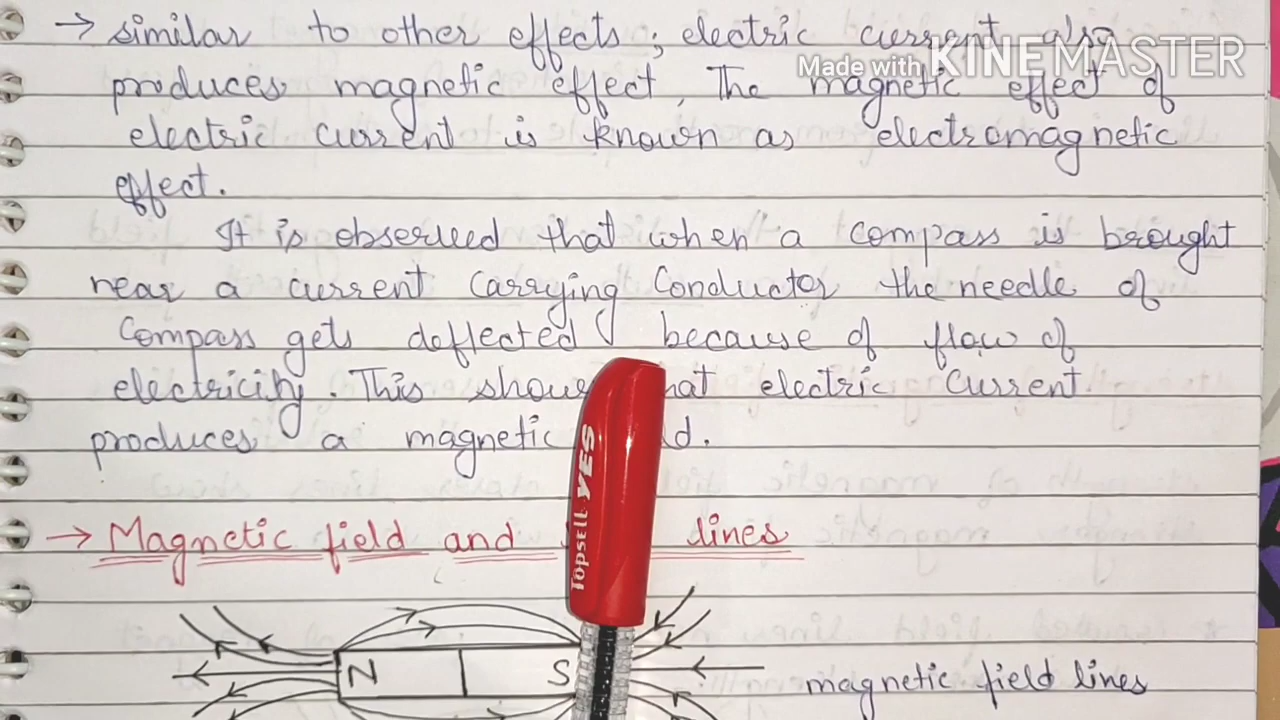 → similar to other effects; electric current also
Made with KINEMASTER
produces magnetic effect. The magnetic effect of
electric current is known as electromagnetic
effect.
It is observed that when a compass is brought
near a current carrying conductor the needle of
Compass gets deflected because of flow of
electricity. This electric current
produces a magnetic
→ Magnetic field and lines
TOPSELL YES
N S
magnetic field lines